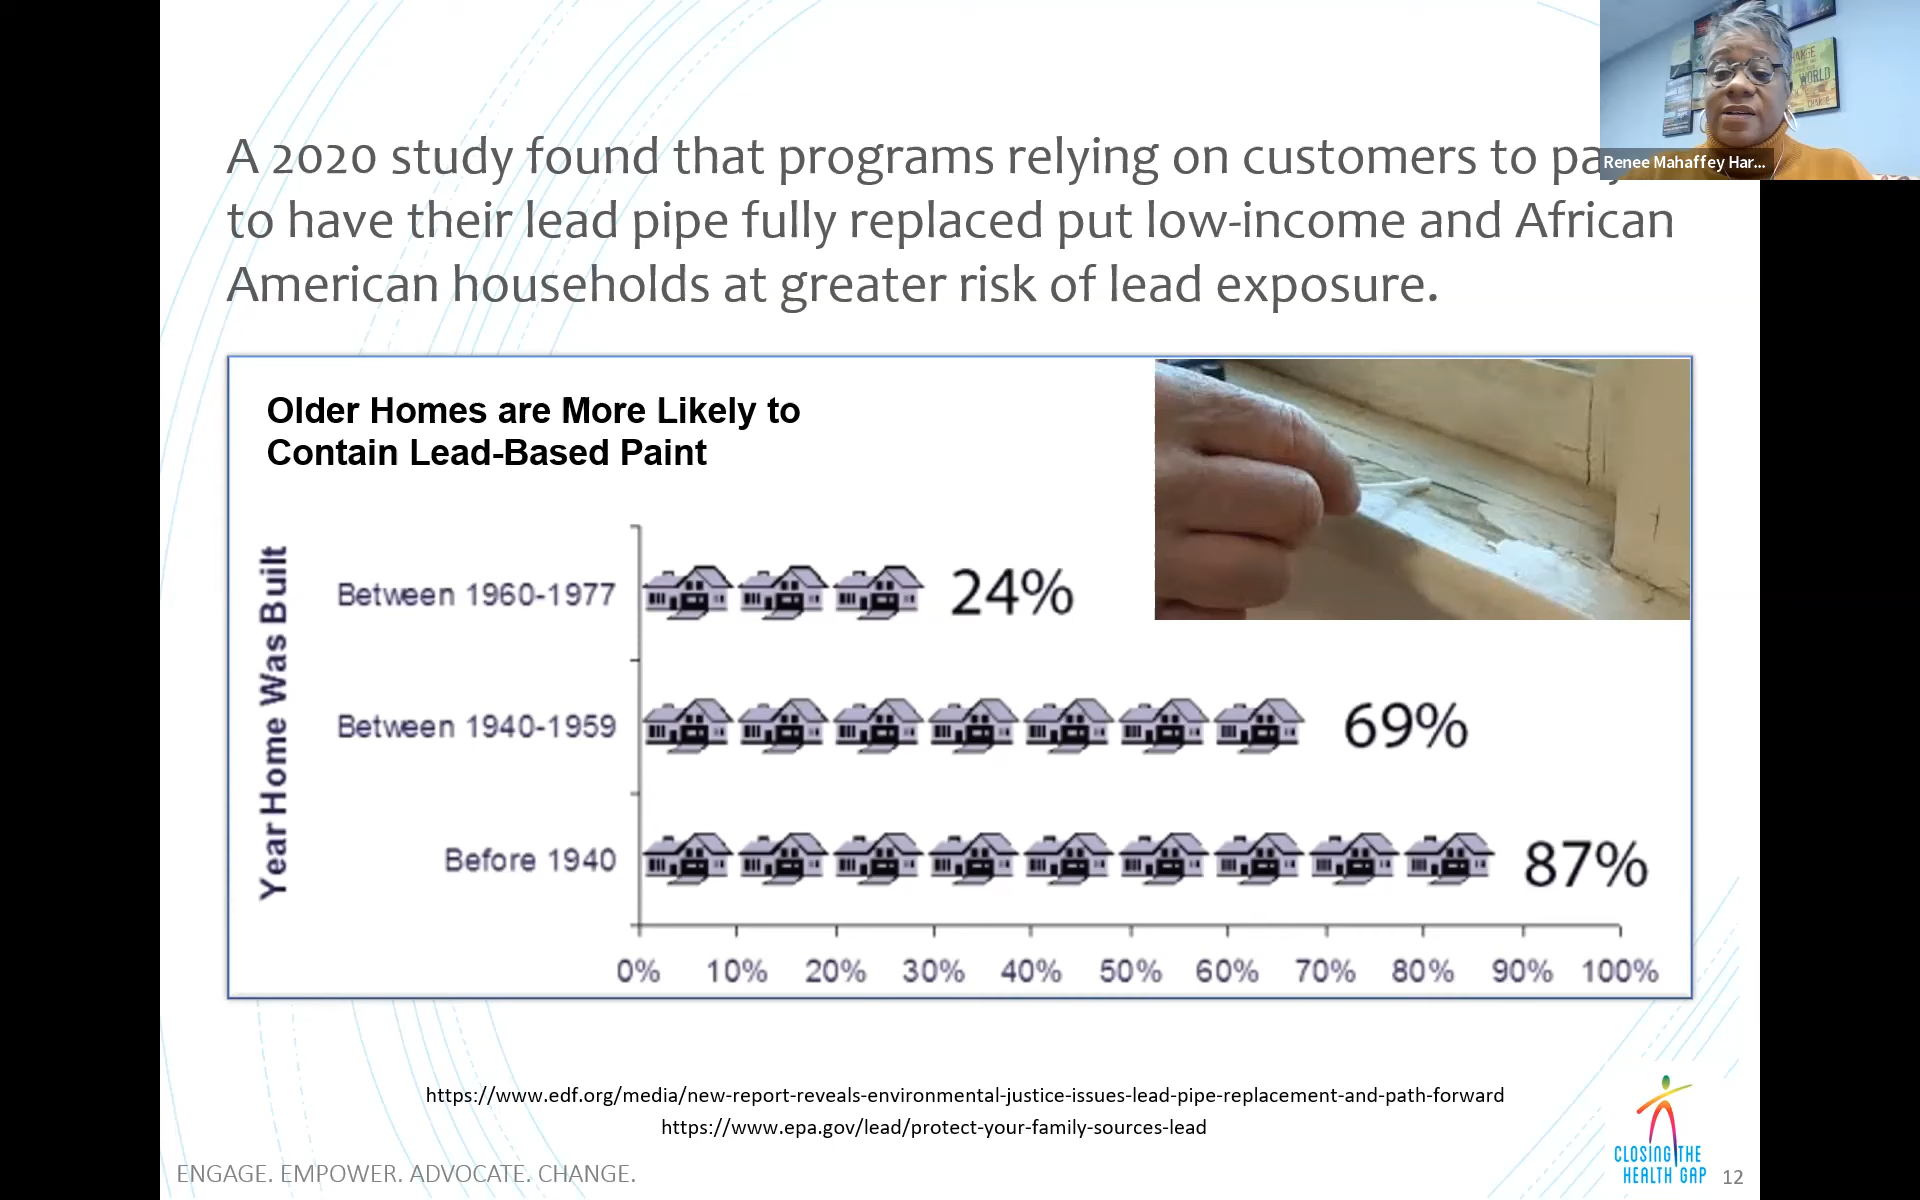 A 2020 study found that programs relying on customers to pay
to have their lead pipe fully replaced put low-income and African
American households at greater risk of lead exposure.
CHANGE
WORLD
CHANGE
Renee Mahaffey Har...
Older Homes are More Likely to
Contain Lead-Based Paint
Year Home Was Built
Between 1960-1977
24%
Between 1940-1959
69%
Before 1940
87%
0% 10% 20% 30% 40% 50% 60% 70% 80% 90% 100%
https://www.edf.org/media/new-report-reveals-environmental-justice-issues-lead-pipe-replacement-and-path-forward
https://www.epa.gov/lead/protect-your-family-sources-lead
ENGAGE. EMPOWER. ADVOCATE. CHANGE.
CLOSING THE
HEALTH GAP
12